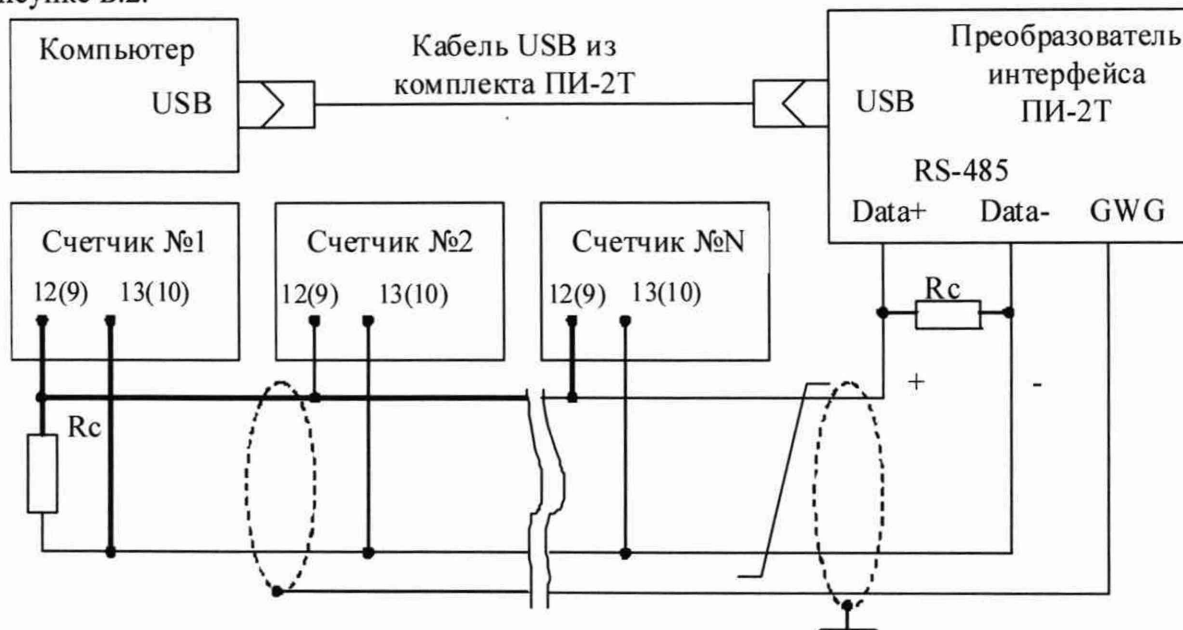 Компьютер
USB
Кабель USB из
комплекта ПИ-2Т
Преобразователь
интерфейса
ПИ-2Т
USB
RS-485
Data+ Data- GWG
Счетчик №1
12(9) 13(10)
Счетчик №2
12(9) 13(10)
Счетчик №N
12(9) 13(10)
Rc
+ -
Rc